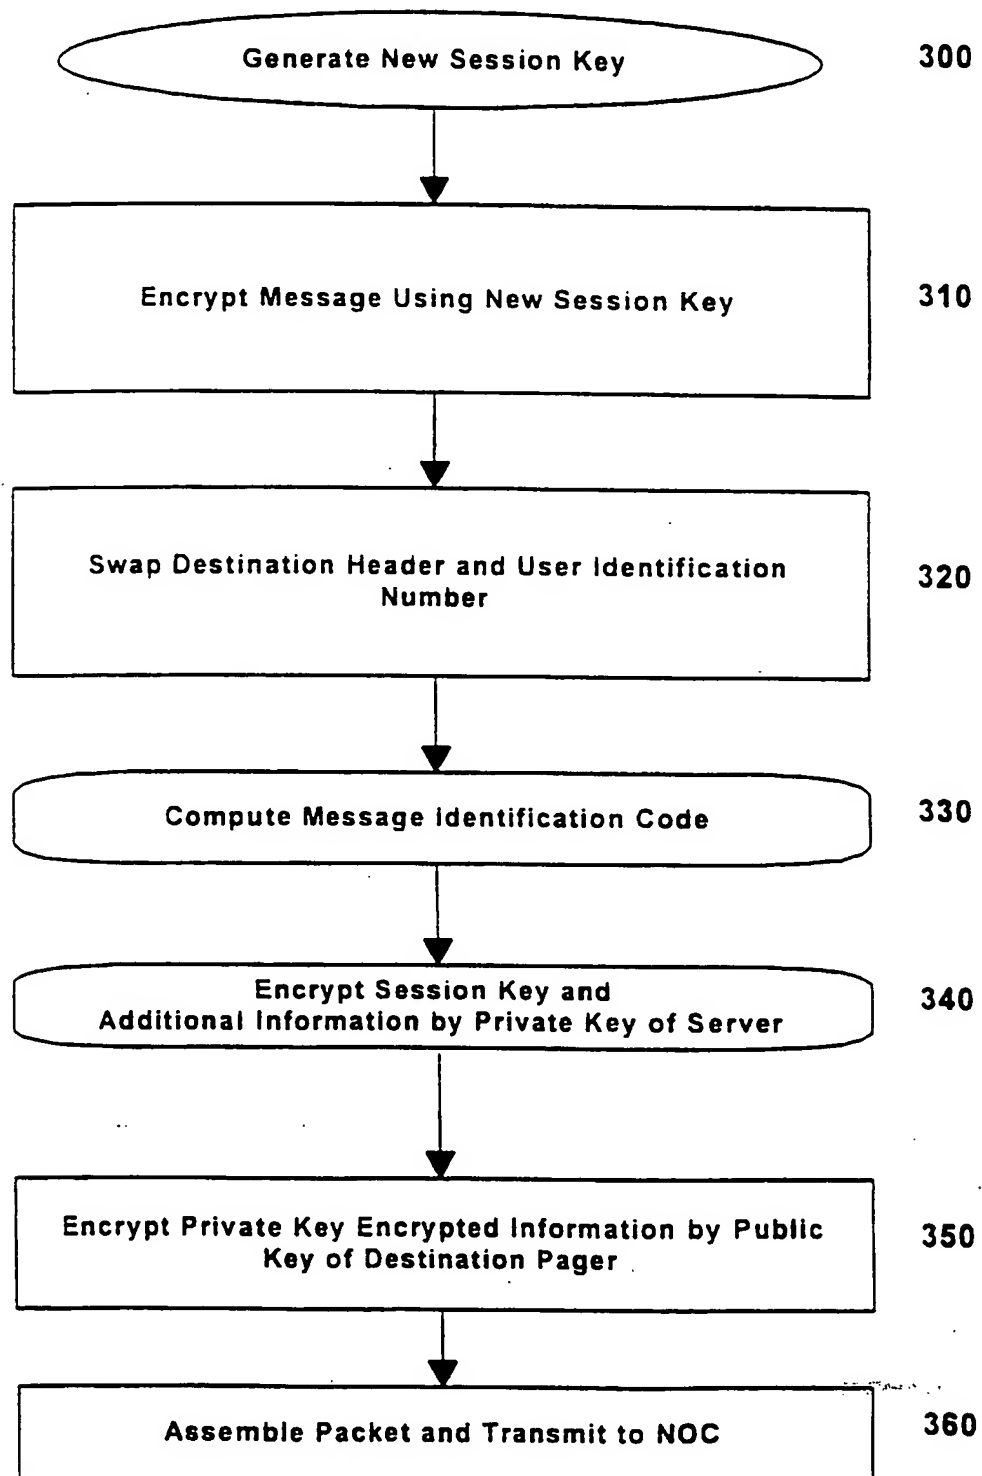 Generate New Session Key
300
Encrypt Message Using New Session Key
310
Swap Destination Header and User Identification
Number
320
Compute Message Identification Code
330
Encrypt Session Key and
Additional Information by Private Key of Server
340
Encrypt Private Key Encrypted Information by Public
Key of Destination Pager
350
Assemble Packet and Transmit to NOC
360